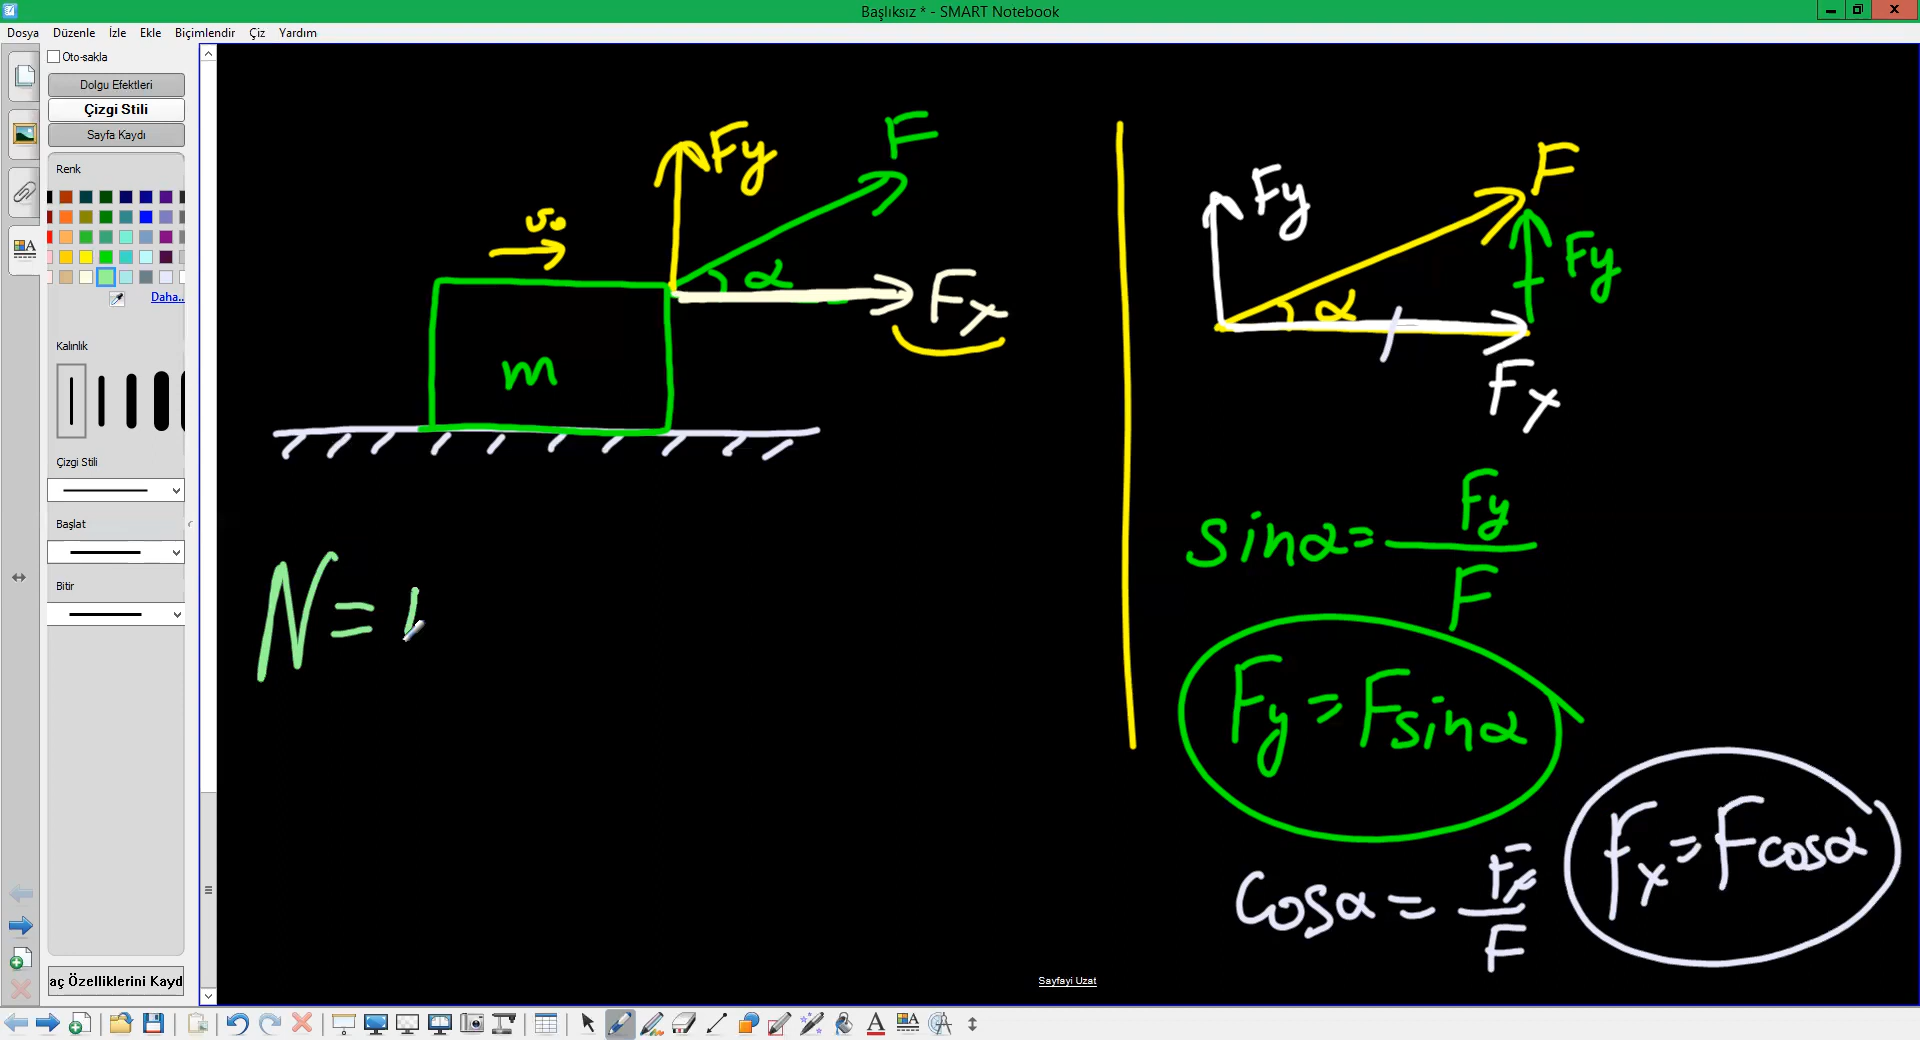 Başlıksız * - SMART Notebook
Dosya Düzenle İzle Ekle Biçimlendir Çiz Yardım
Oto-sakla
Dolgu Efektleri
Çizgi Stili
Sayfa Kaydı
Renk
Daha..
Kalınlık
Çizgi Stili
Başlat
Bitir
aç Özelliklerini Kayd
Fy
F
υ₀
α
Fx
m
N =
Fy
F
α
Fy
Fx
sinα = Fy / F
Fy = Fsinα
cosα = Fx / F
Fx = Fcosα
Sayfayi Uzat